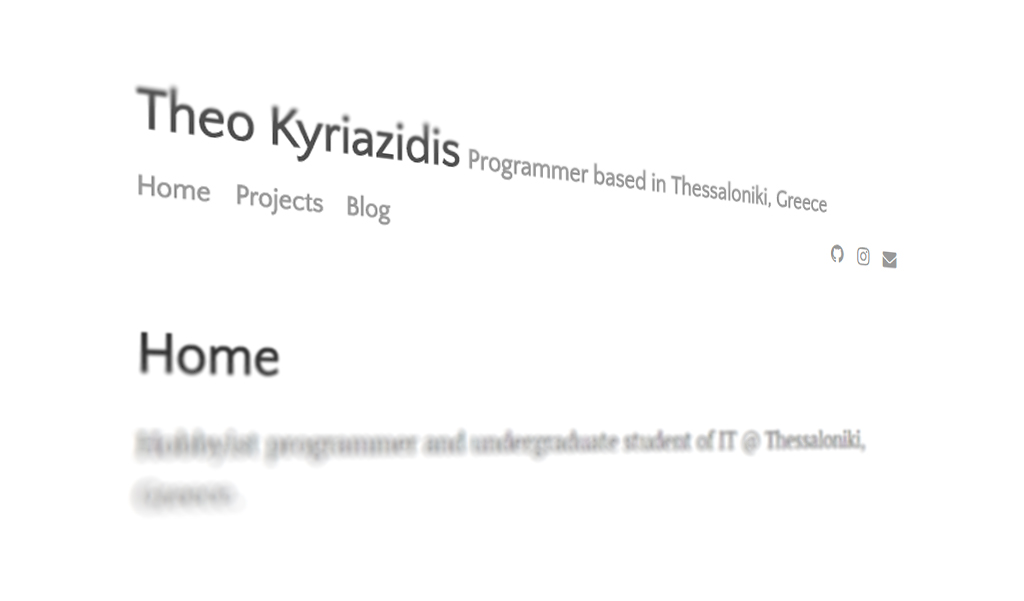 Theo Kyriazidis Programmer based in Thessaloniki, Greece
Home Projects Blog
Home
Hobbyist programmer and undergraduate student of IT @ Thessaloniki,
Greece.